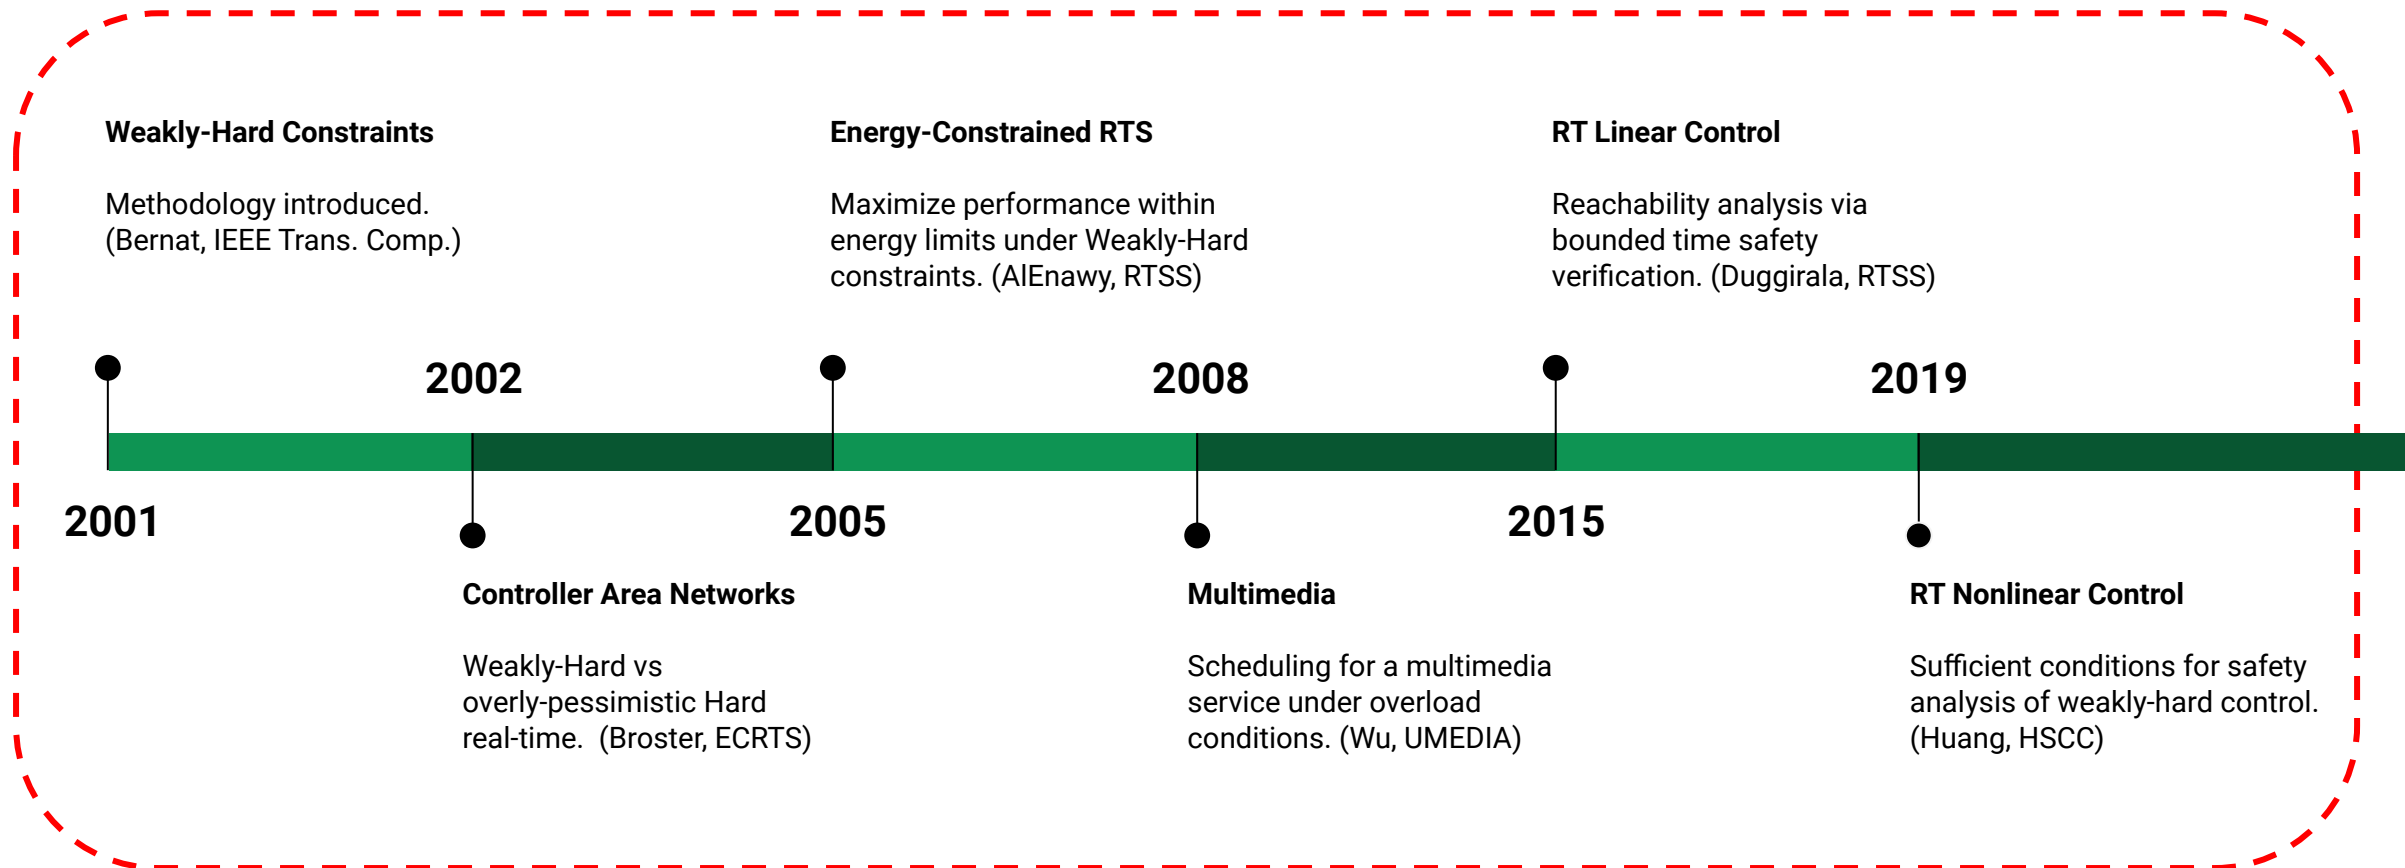 Weakly-Hard Constraints
Methodology introduced.
(Bernat, IEEE Trans. Comp.)
Energy-Constrained RTS
Maximize performance within
energy limits under Weakly-Hard
constraints. (AlEnawy, RTSS)
RT Linear Control
Reachability analysis via
bounded time safety
verification. (Duggirala, RTSS)
2002
2008
2019
2001
2005
2015
Controller Area Networks
Weakly-Hard vs
overly-pessimistic Hard
real-time.  (Broster, ECRTS)
Multimedia
Scheduling for a multimedia
service under overload
conditions. (Wu, UMEDIA)
RT Nonlinear Control
Sufficient conditions for safety
analysis of weakly-hard control.
(Huang, HSCC)